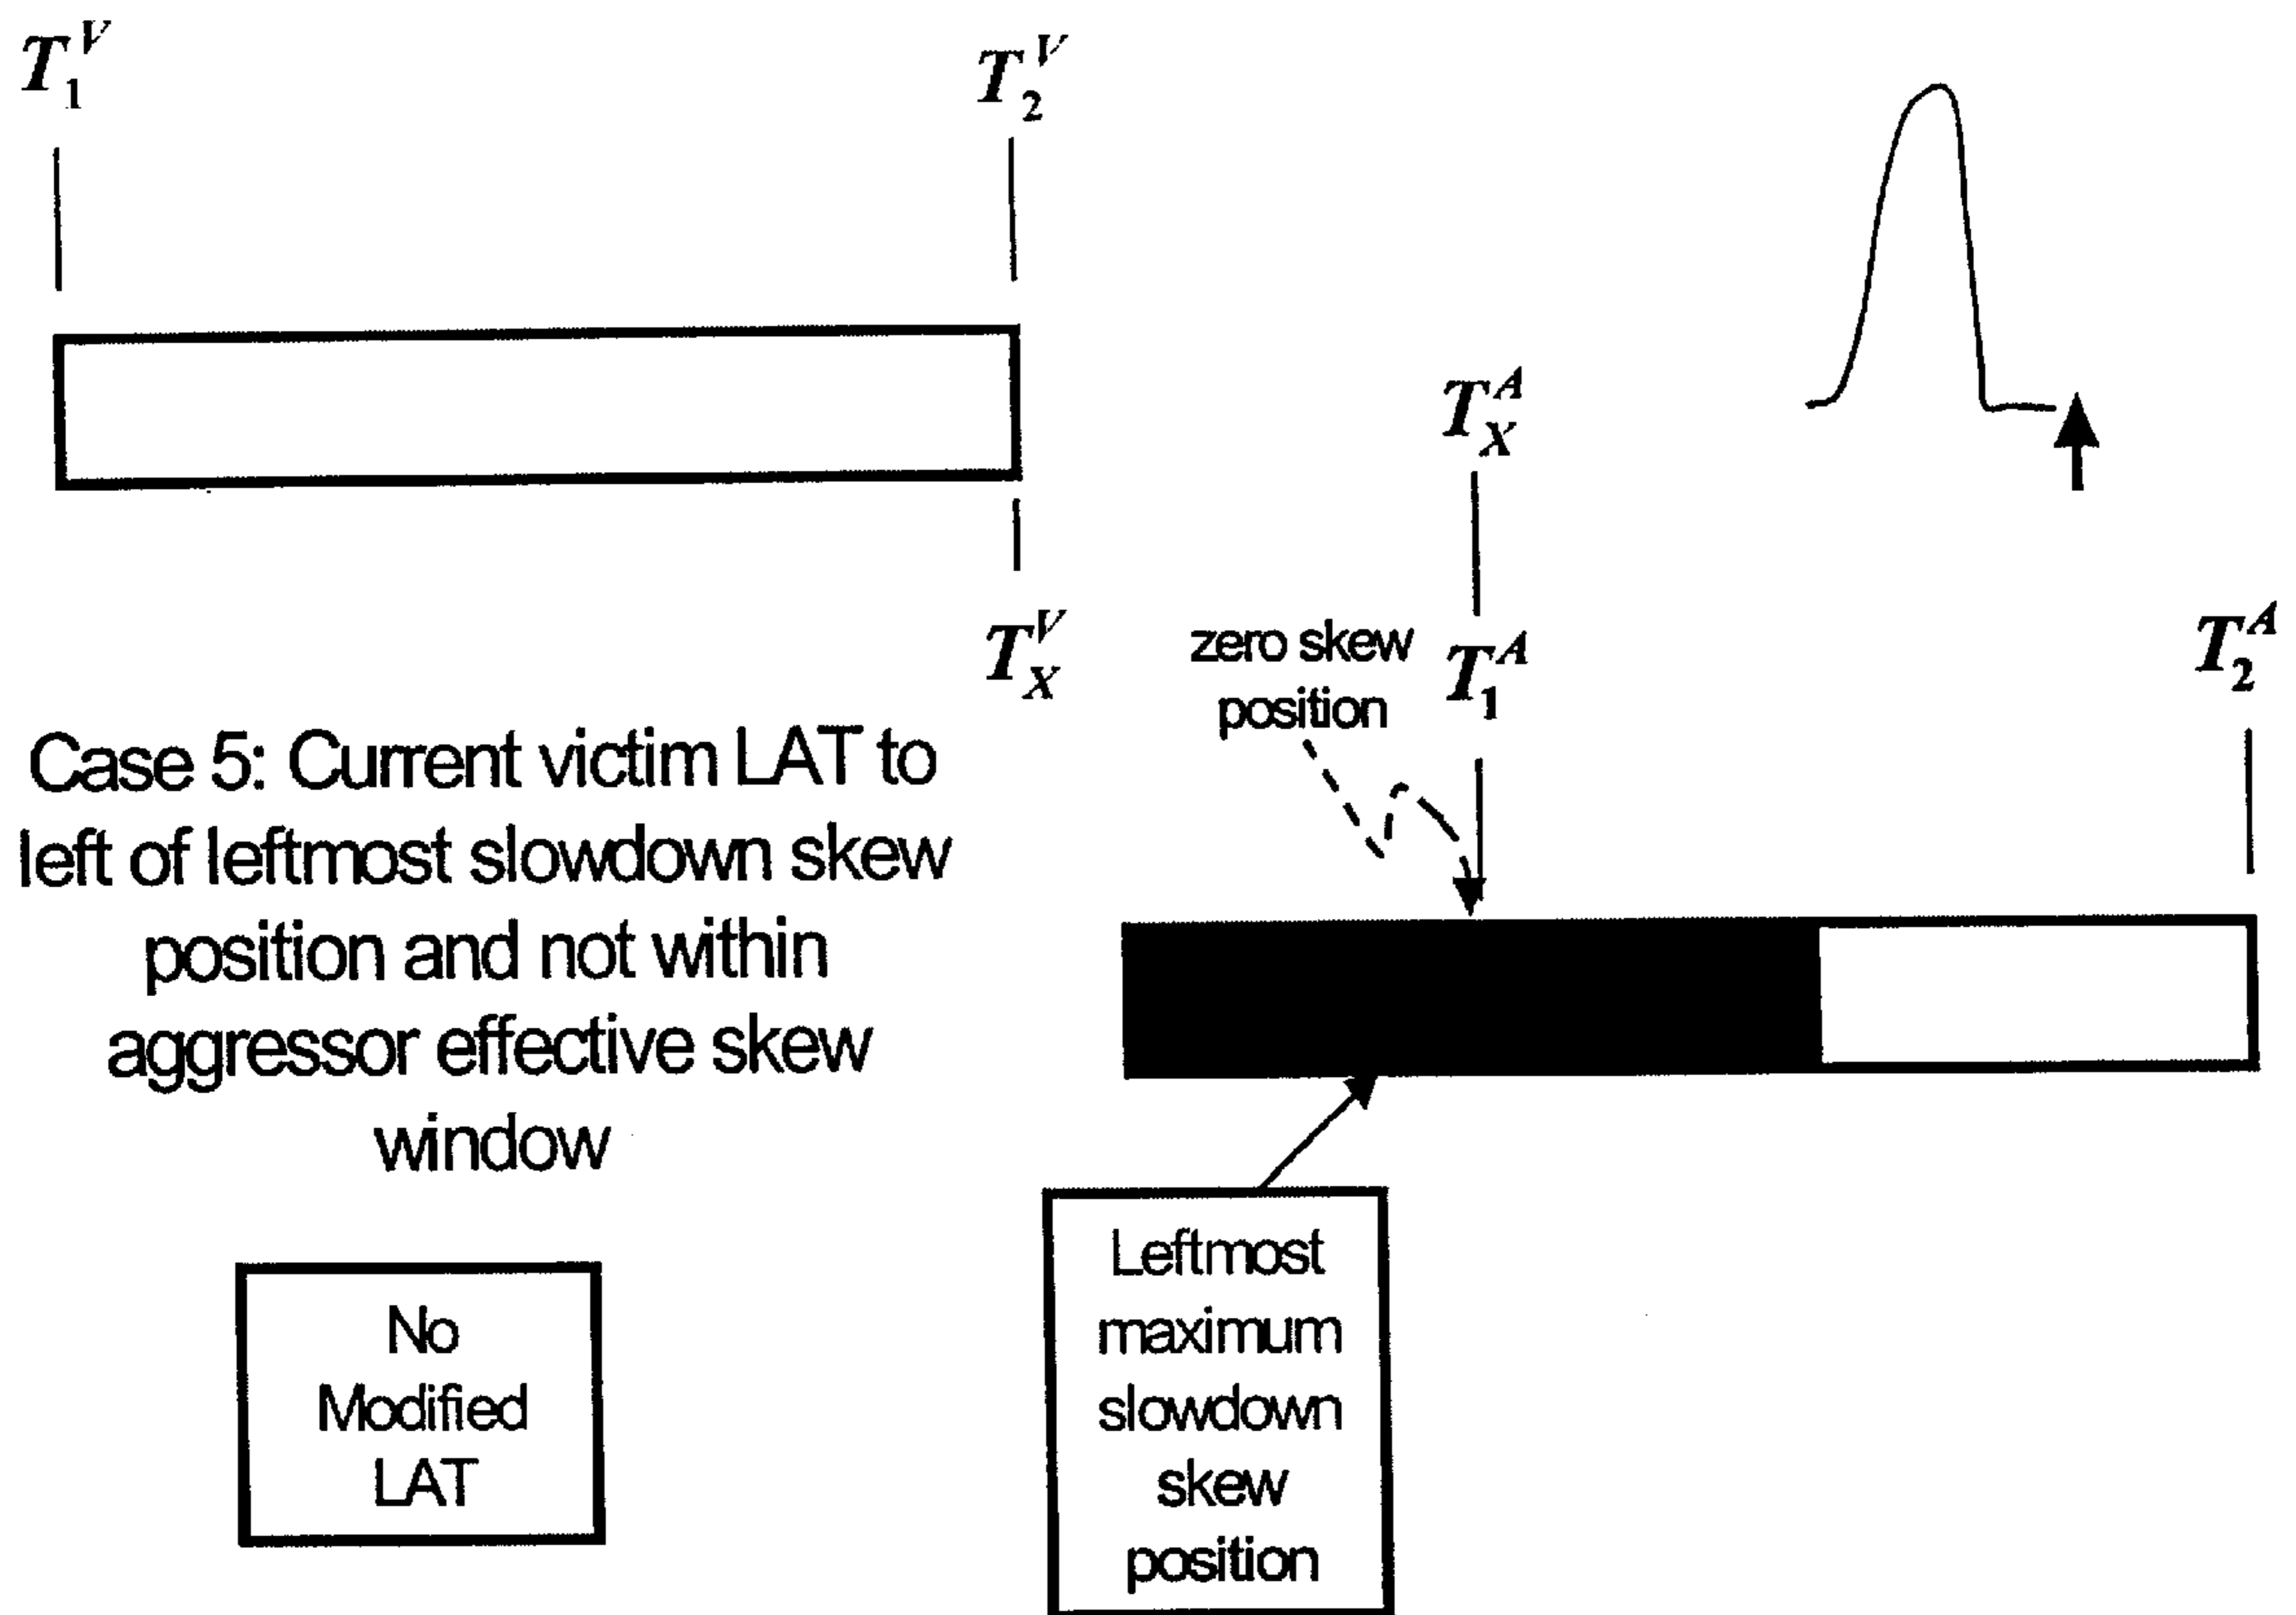 T₁ⱽ
T₂ⱽ
Tₓᴬ
Tₓⱽ
zero skew
position
T₁ᴬ
T₂ᴬ
Case 5: Current victim LAT to
left of leftmost slowdown skew
position and not within
aggressor effective skew
window
No
Modified
LAT
Leftmost
maximum
slowdown
skew
position